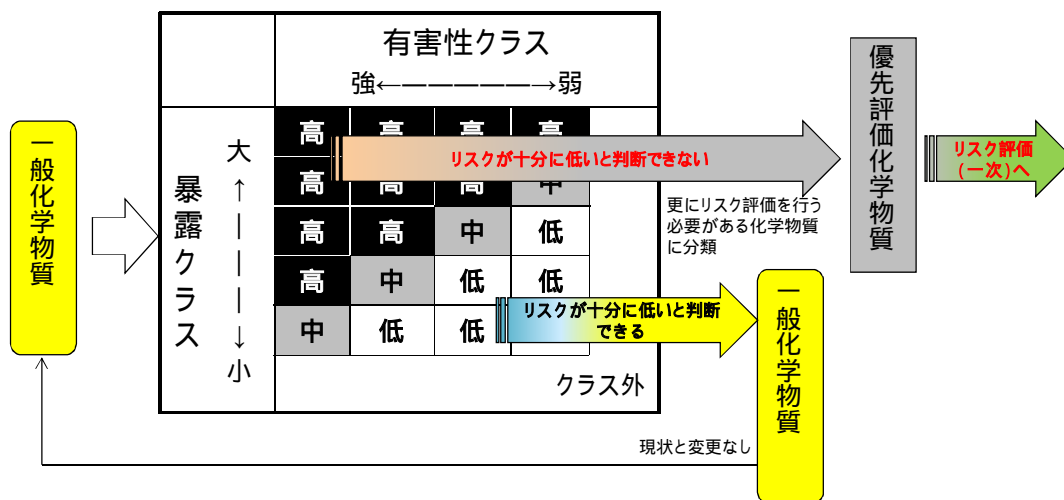 一般化学物質
有害性クラス
強←――――――→弱
暴露クラス
大
↑
|
|
|
↓
小
高 高 高 高
高 高 高 中
高 高 中 低
高 中 低 低
中 低 低
クラス外
リスクが十分に低いと判断できない
更にリスク評価を行う
必要がある化学物質
に分類
優先評価化学物質
リスク評価
(一次)へ
リスクが十分に低いと判断
できる
一般化学物質
現状と変更なし